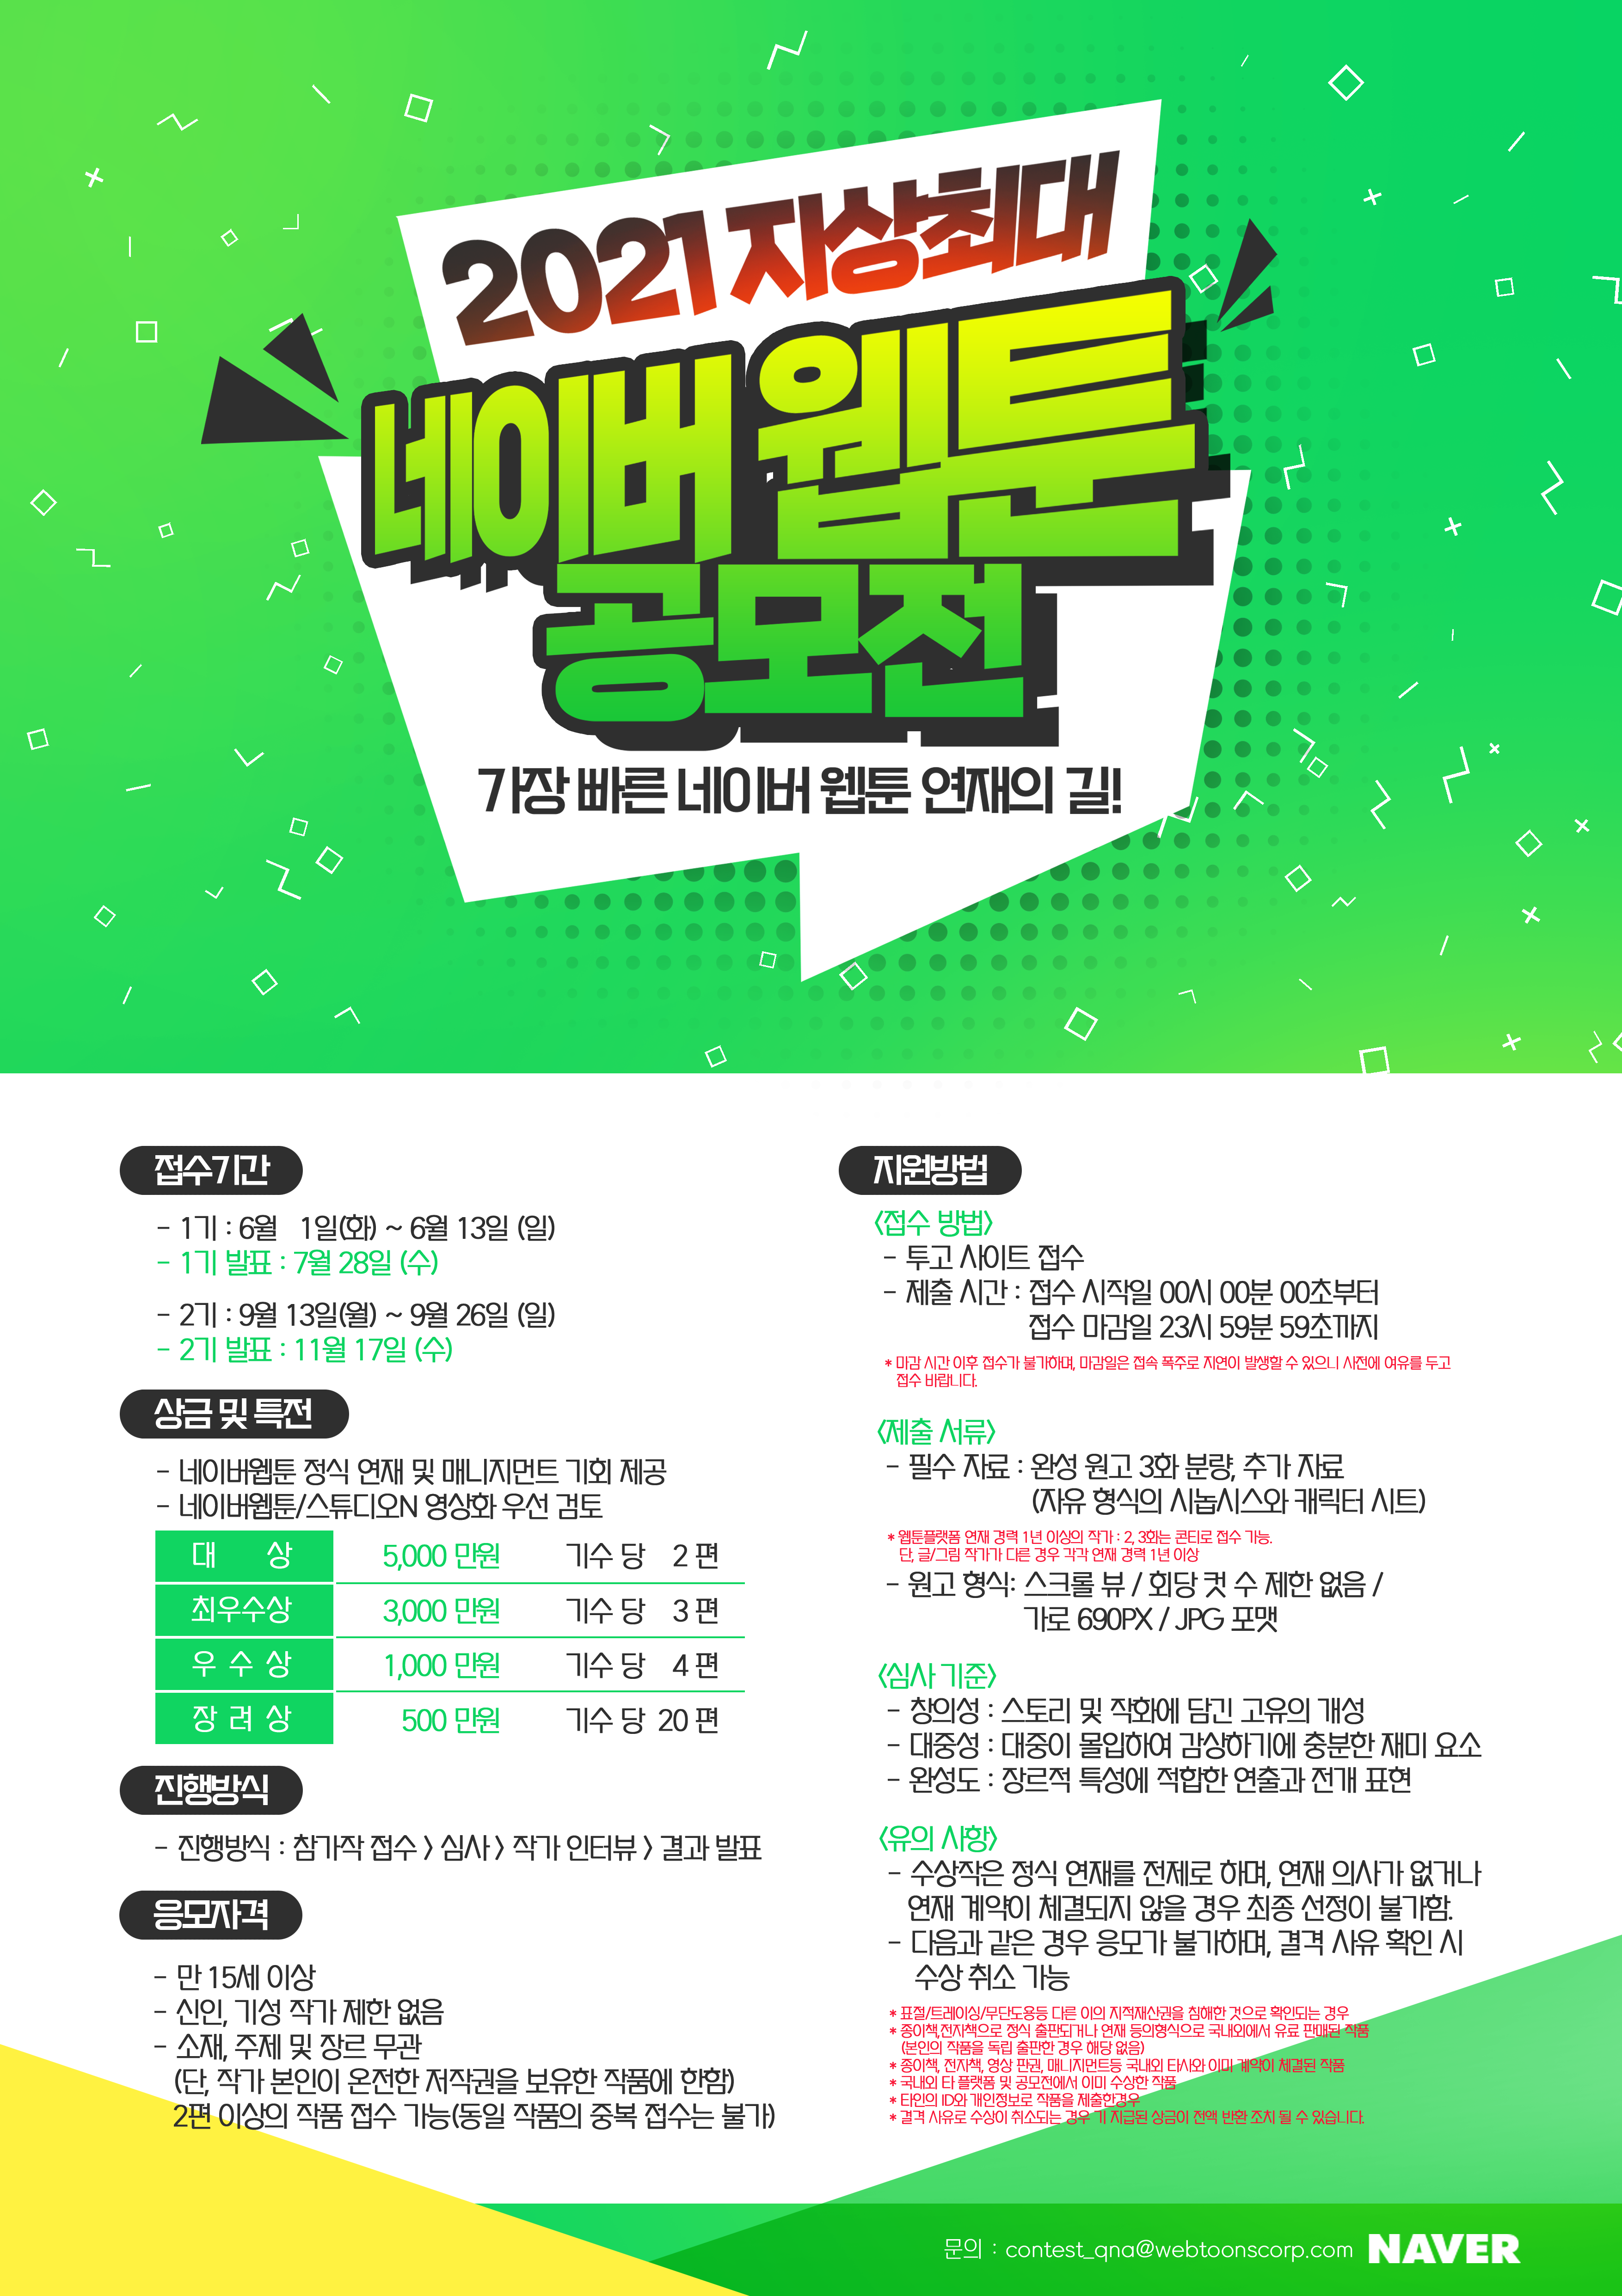 2021 지상최대
네이버 웹툰
공모전
가장 빠른 네이버 웹툰 연재의 길!
접수기간
- 1기 : 6월 1일(화) ~ 6월 13일 (일)
- 1기 발표 : 7월 28일 (수)
- 2기 : 9월 13일(월) ~ 9월 26일 (일)
- 2기 발표 : 11월 17일 (수)
상금 및 특전
- 네이버웹툰 정식 연재 및 매니지먼트 기회 제공
- 네이버웹툰/스튜디오N 영상화 우선 검토
대 상 5,000 만원 기수 당 2 편
최우수상 3,000 만원 기수 당 3 편
우 수 상 1,000 만원 기수 당 4 편
장 려 상 500 만원 기수 당 20 편
진행방식
- 진행방식 : 참가작 접수 > 심사 > 작가 인터뷰 > 결과 발표
응모자격
- 만 15세 이상
- 신인, 기성 작가 제한 없음
- 소재, 주제 및 장르 무관
(단, 작가 본인이 온전한 저작권을 보유한 작품에 한함)
2편 이상의 작품 접수 가능(동일 작품의 중복 접수는 불가)
지원방법
<접수 방법>
- 투고 사이트 접수
- 제출 시간 : 접수 시작일 00시 00분 00초부터
접수 마감일 23시 59분 59초까지
* 마감 시간 이후 접수가 불가하며, 마감일은 접속 폭주로 지연이 발생할 수 있으니 사전에 여유를 두고
접수 바랍니다.
<제출 서류>
- 필수 자료 : 완성 원고 3화 분량, 추가 자료
(자유 형식의 시놉시스와 캐릭터 시트)
* 웹툰플랫폼 연재 경력 1년 이상의 작가 : 2, 3화는 콘티로 접수 가능.
단, 글/그림 작가가 다른 경우 각각 연재 경력 1년 이상
- 원고 형식: 스크롤 뷰 / 회당 컷 수 제한 없음 /
가로 690PX / JPG 포맷
<심사 기준>
- 창의성 : 스토리 및 작화에 담긴 고유의 개성
- 대중성 : 대중이 몰입하여 감상하기에 충분한 재미 요소
- 완성도 : 장르적 특성에 적합한 연출과 전개 표현
<유의 사항>
- 수상작은 정식 연재를 전제로 하며, 연재 의사가 없거나
연재 계약이 체결되지 않을 경우 최종 선정이 불가함.
- 다음과 같은 경우 응모가 불가하며, 결격 사유 확인 시
수상 취소 가능
* 표절/트레이싱/무단도용등 다른 이의 지적재산권을 침해한 것으로 확인되는 경우
* 종이책,전자책으로 정식 출판되거나 연재 등의형식으로 국내외에서 유료 판매된 작품
(본인의 작품을 독립 출판한 경우 해당 없음)
* 종이책, 전자책, 영상 판권, 매니지먼트등 국내외 타사와 이미 계약이 체결된 작품
* 국내외 타 플랫폼 및 공모전에서 이미 수상한 작품
* 타인의 ID와 개인정보로 작품을 제출한경우
* 결격 사유로 수상이 취소되는 경우 기 지급된 상금이 전액 반환 조치 될 수 있습니다.
문의 : contest_qna@webtoonscorp.com NAVER